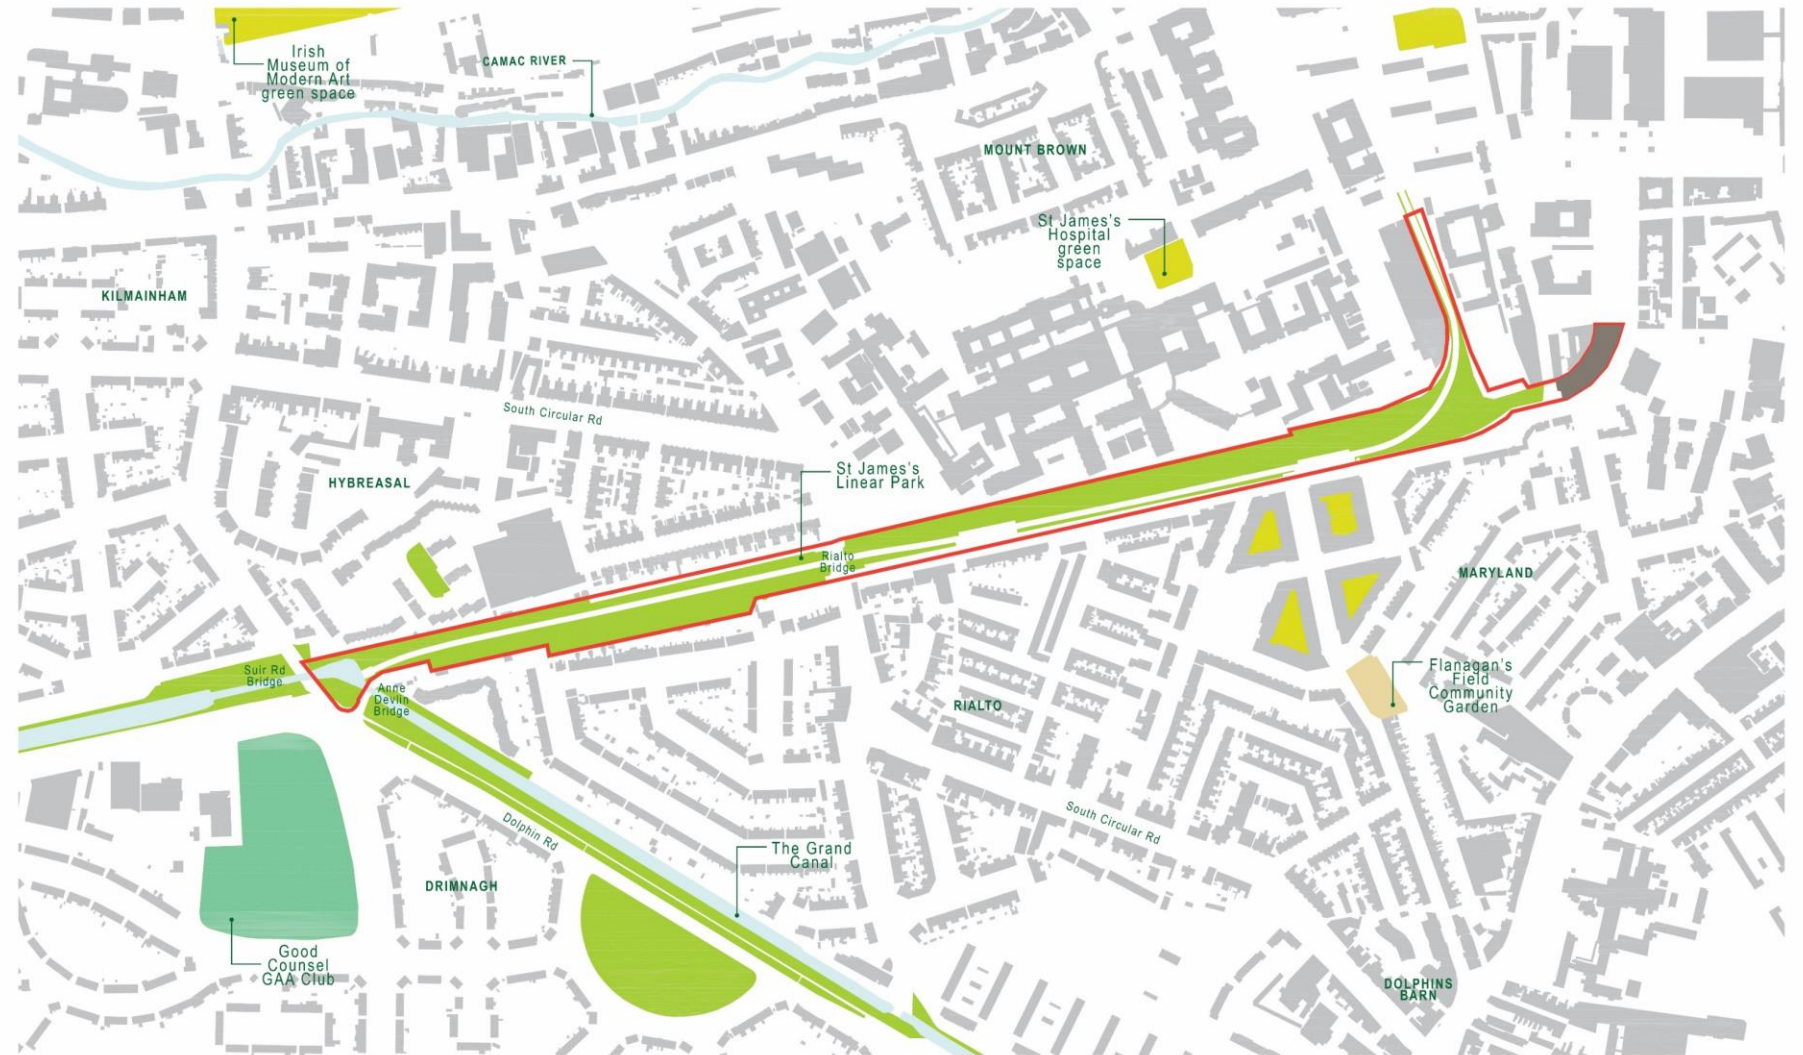 Irish
Museum of
Modern Art
green space
CAMAC RIVER
MOUNT BROWN
St James's
Hospital
green
space
KILMAINHAM
South Circular Rd
HYBREASAL
St James's
Linear Park
Rialto
Bridge
MARYLAND
Suir Rd
Bridge
Anne
Devlin
Bridge
Flanagan's
Field
Community
Garden
RIALTO
South Circular Rd
Dolphin Rd
The Grand
Canal
DRIMNAGH
Good
Counsel
GAA Club
DOLPHINS
BARN